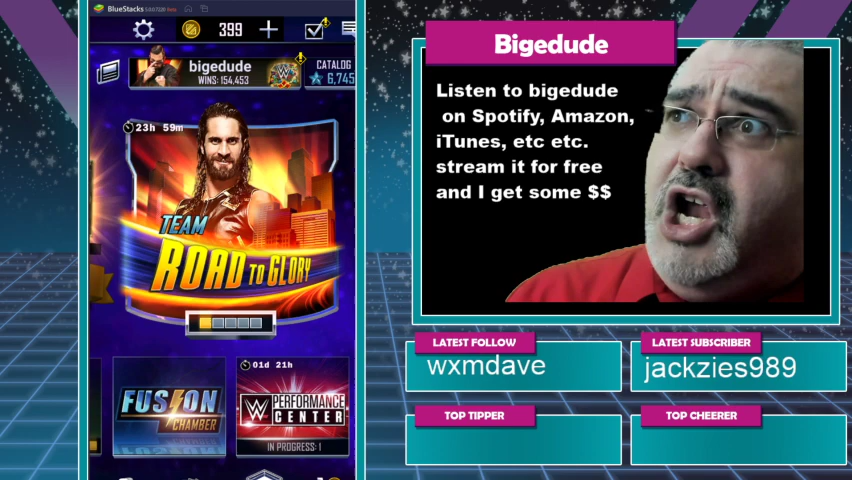 BlueStacks
399
bigedude
WINS: 154,453
CATALOG
6,745
23h 59m
TEAM
ROAD TO GLORY
FUSION
CHAMBER
01d 21h
PERFORMANCE
CENTER
IN PROGRESS: 1
Bigedude
Listen to bigedude
on Spotify, Amazon,
iTunes, etc etc.
stream it for free
and I get some $$
LATEST FOLLOW
wxmdave
LATEST SUBSCRIBER
jackzies989
TOP TIPPER
TOP CHEERER